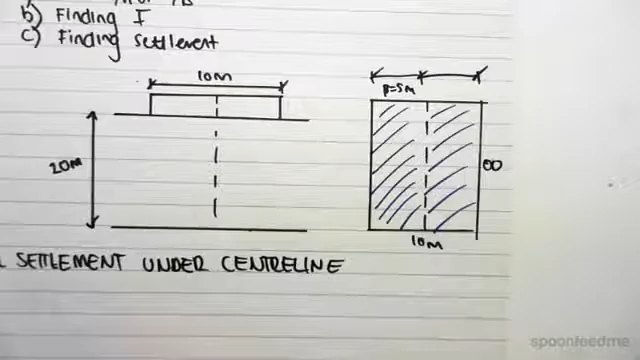 b) Finding I
c) Finding settlement
10m
B=5m
20m
∞
10m
SETTLEMENT UNDER CENTRELINE
spoonfeedme